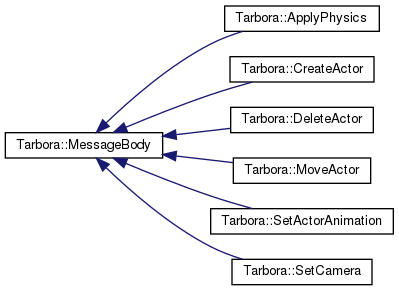 Tarbora::ApplyPhysics
Tarbora::CreateActor
Tarbora::DeleteActor
Tarbora::MessageBody
Tarbora::MoveActor
Tarbora::SetActorAnimation
Tarbora::SetCamera